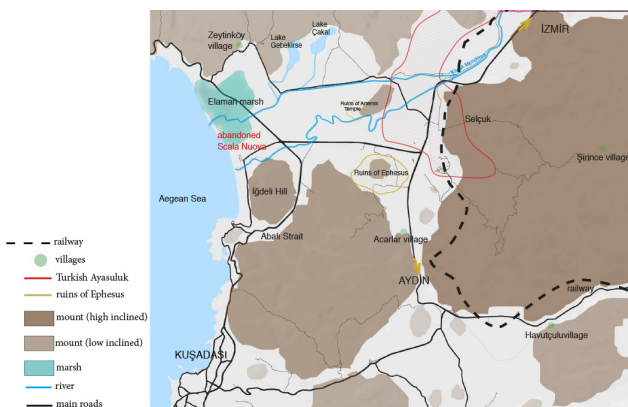 Zeytinköy
village
Lake
Gebekirse
Lake
Çakal
İZMİR
Elaman marsh
Ruins of Artemis
Temple
abandoned
Scala Nuova
Selçuk
Şirince village
Ruins of Ephesus
Aegean Sea
Iğdeli Hill
Abalı Strait
Acarlar village
AYDIN
railway
Havutçuluvillage
KUŞADASI
railway
villages
Turkish Ayasuluk
ruins of Ephesus
mount (high inclined)
mount (low inclined)
marsh
river
main roads